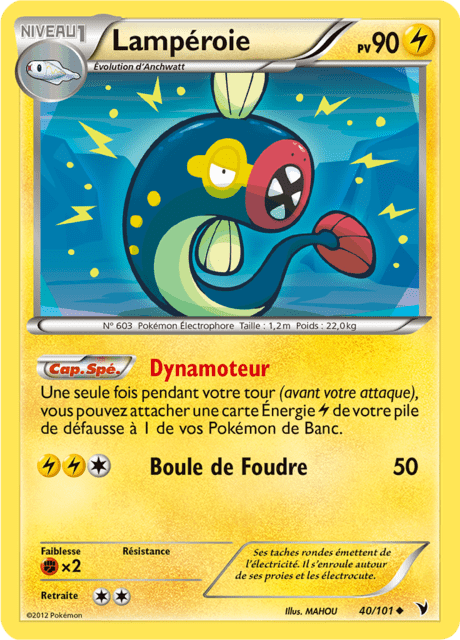 NIVEAU 1
Lampéroie
PV 90
Évolution d'Anchwatt
N° 603 Pokémon Électrophore Taille : 1,2m Poids : 22,0kg
Cap. Spé. Dynamoteur
Une seule fois pendant votre tour (avant votre attaque),
vous pouvez attacher une carte Énergie de votre pile
de défausse à 1 de vos Pokémon de Banc.
Boule de Foudre 50
Faiblesse Résistance
×2
Retraite
Ses taches rondes émettent de
l'électricité. Il s'enroule autour
de ses proies et les électrocute.
©2012 Pokémon
Illus. MAHOU 40/101